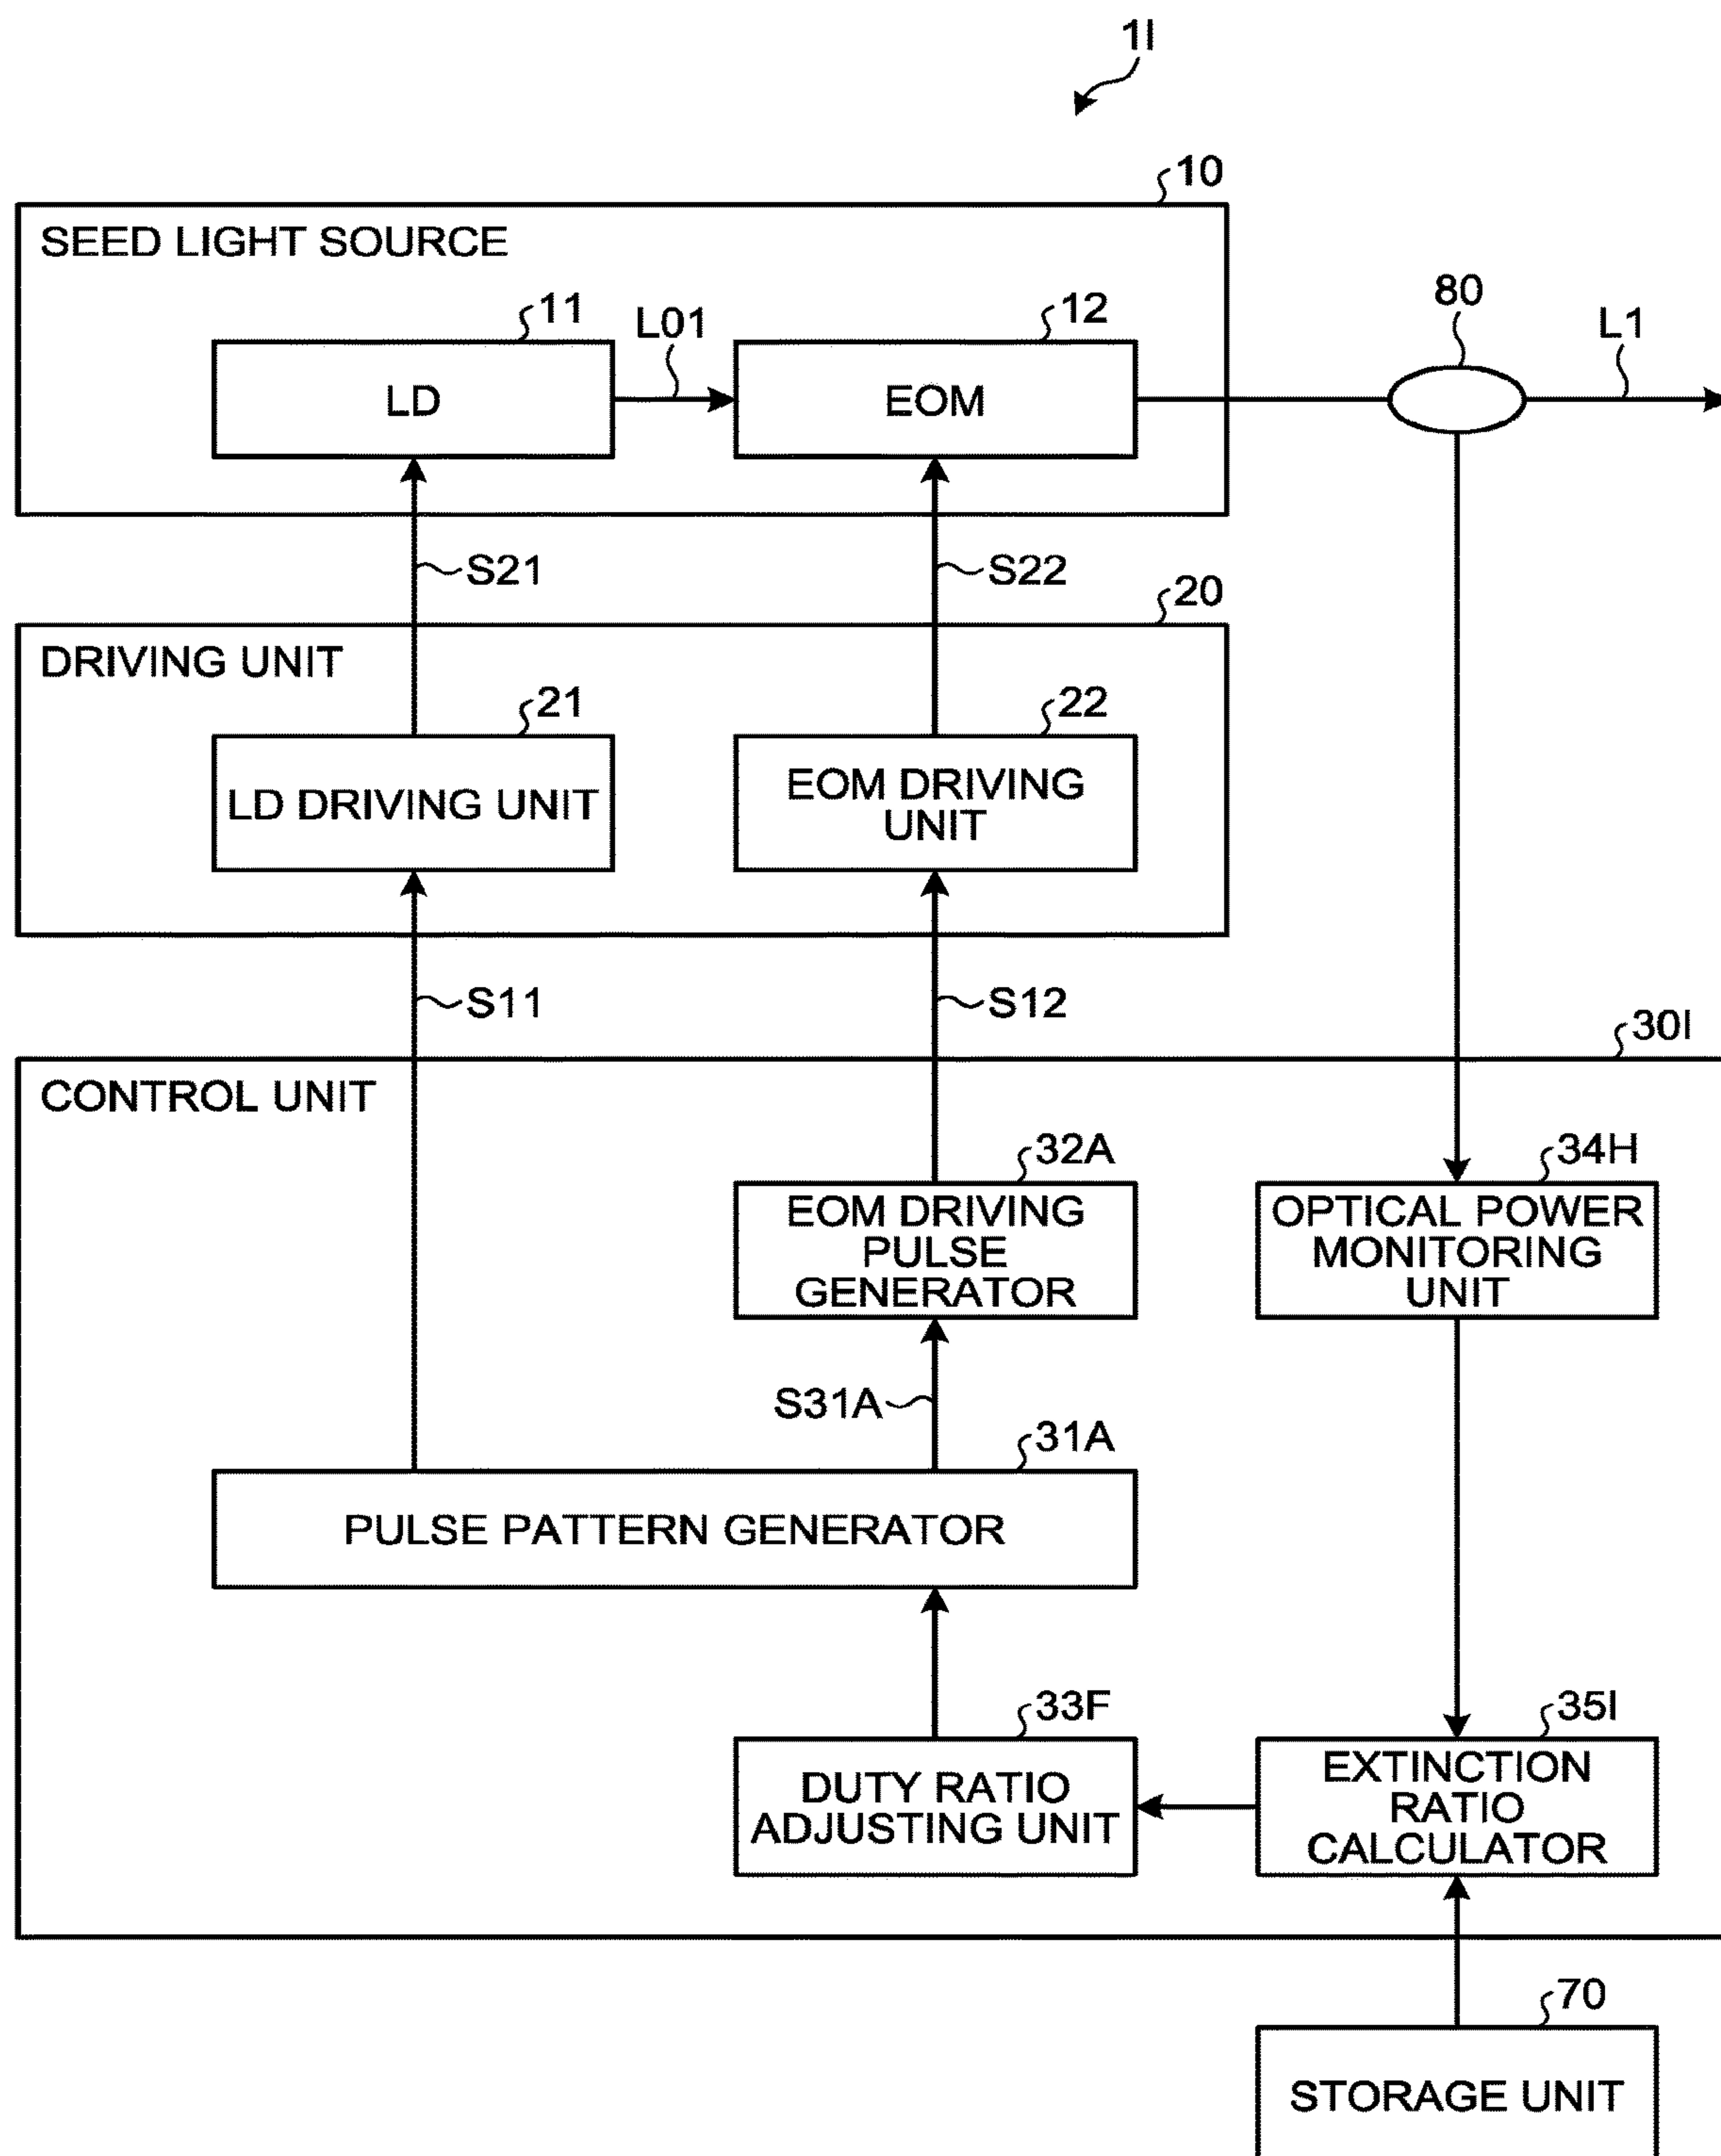 1I
10
SEED LIGHT SOURCE
11
L01
12
80
L1
LD
EOM
S21
S22
20
DRIVING UNIT
21
22
LD DRIVING UNIT
EOM DRIVING
UNIT
S11
S12
30I
CONTROL UNIT
32A
34H
EOM DRIVING
PULSE
GENERATOR
OPTICAL POWER
MONITORING
UNIT
S31A
31A
PULSE PATTERN GENERATOR
33F
35I
DUTY RATIO
ADJUSTING UNIT
EXTINCTION
RATIO
CALCULATOR
70
STORAGE UNIT